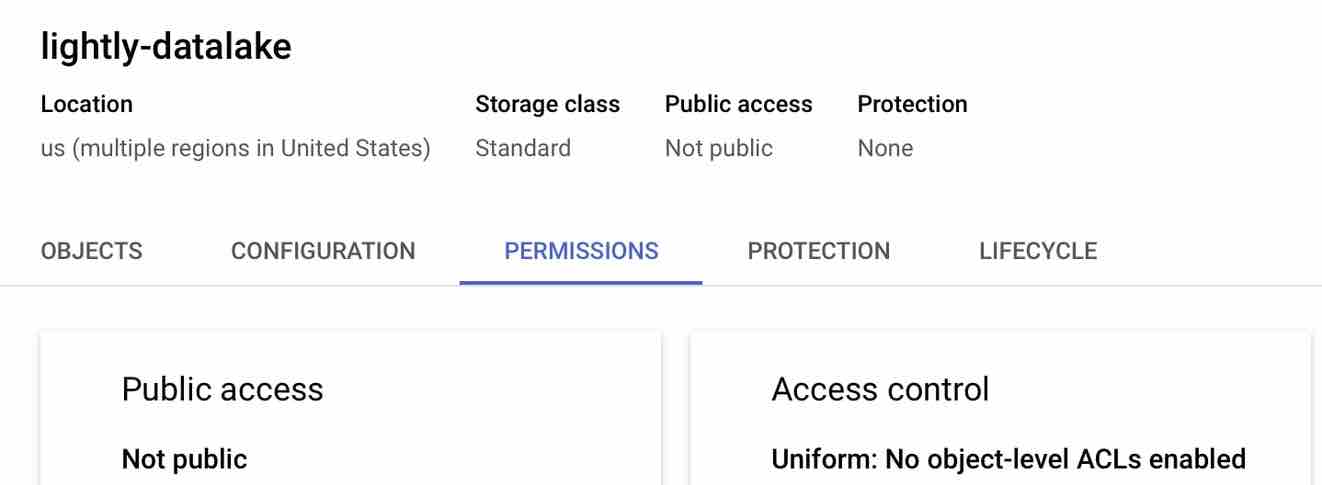 lightly-datalake
Location Storage class Public access Protection
us (multiple regions in United States) Standard Not public None
OBJECTS CONFIGURATION PERMISSIONS PROTECTION LIFECYCLE
Public access Access control
Not public Uniform: No object-level ACLs enabled